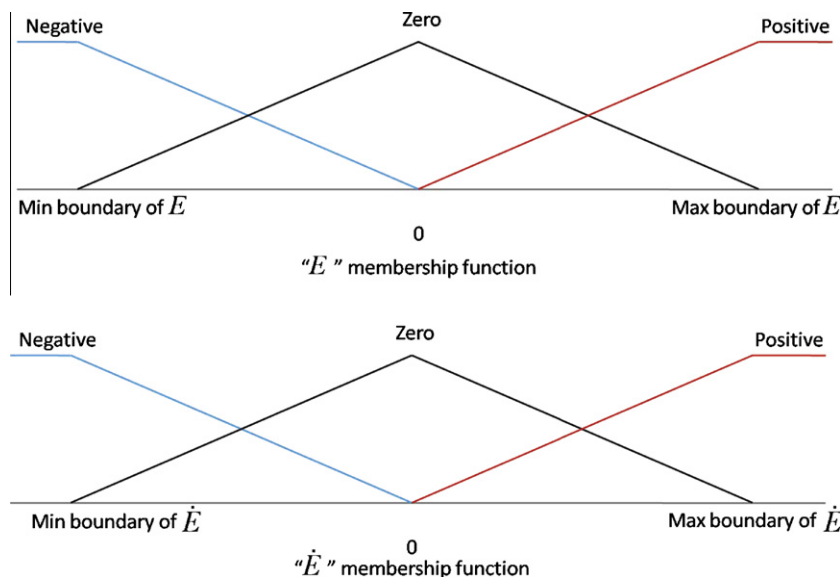 Negative Zero Positive
Min boundary of E Max boundary of E
0
"E" membership function
Negative Zero Positive
Min boundary of Ė Max boundary of Ė
0
"Ė" membership function